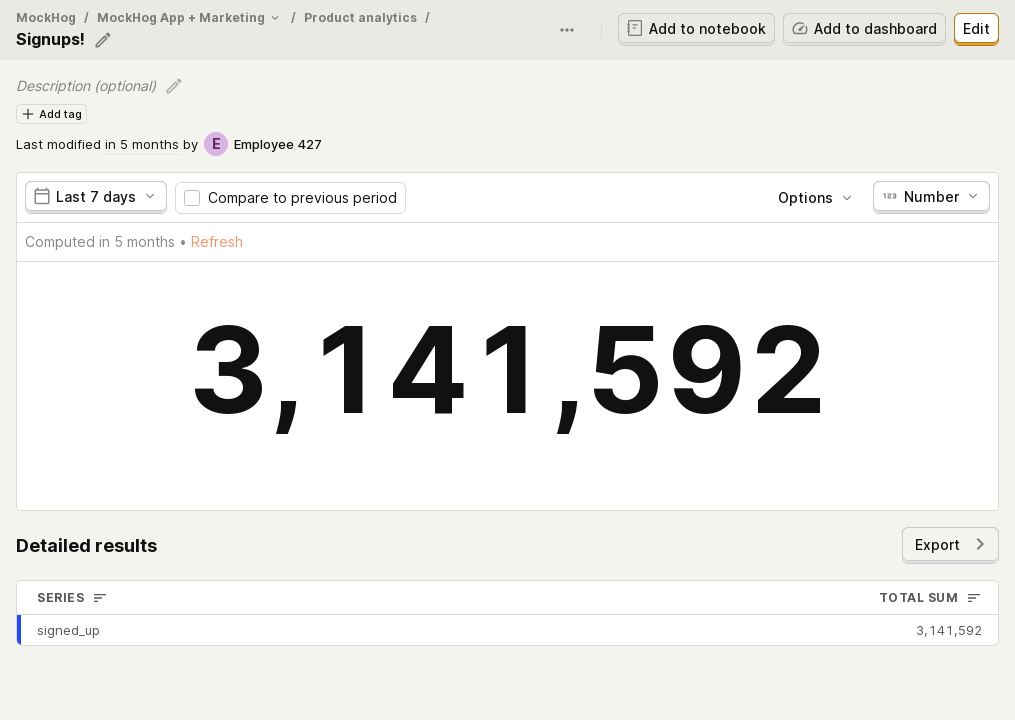 MockHog / MockHog App + Marketing / Product analytics /
Signups!
Add to notebook
Add to dashboard
Edit
Description (optional)
Add tag
Last modified in 5 months by E Employee 427
Last 7 days
Compare to previous period
Options
123 Number
Computed in 5 months • Refresh
3,141,592
Detailed results
Export
SERIES
TOTAL SUM
signed_up
3,141,592